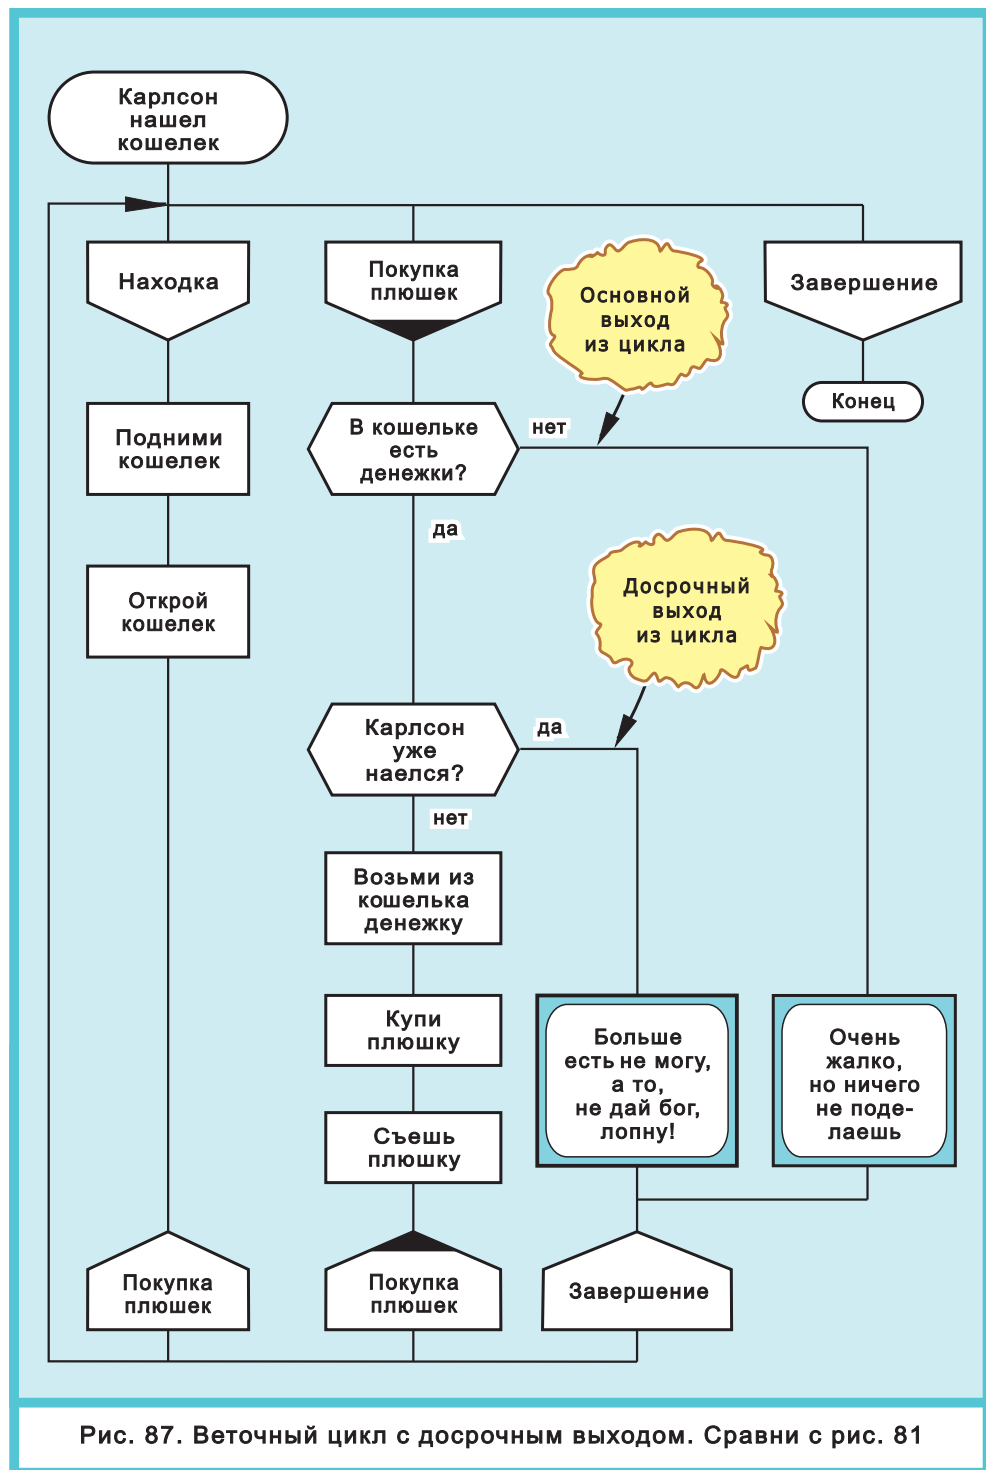 Карлсон
нашел
кошелек
Находка
Подними
кошелек
Открой
кошелек
Покупка
плюшек
Покупка
плюшек
В кошельке
есть
денежки?
нет
да
Основной
выход
из цикла
Карлсон
уже
наелся?
да
нет
Досрочный
выход
из цикла
Возьми из
кошелька
денежку
Купи
плюшку
Съешь
плюшку
Покупка
плюшек
Больше
есть не могу,
а то,
не дай бог,
лопну!
Очень
жалко,
но ничего
не поде-
лаешь
Завершение
Завершение
Конец
Рис. 87. Веточный цикл с досрочным выходом. Сравни с рис. 81